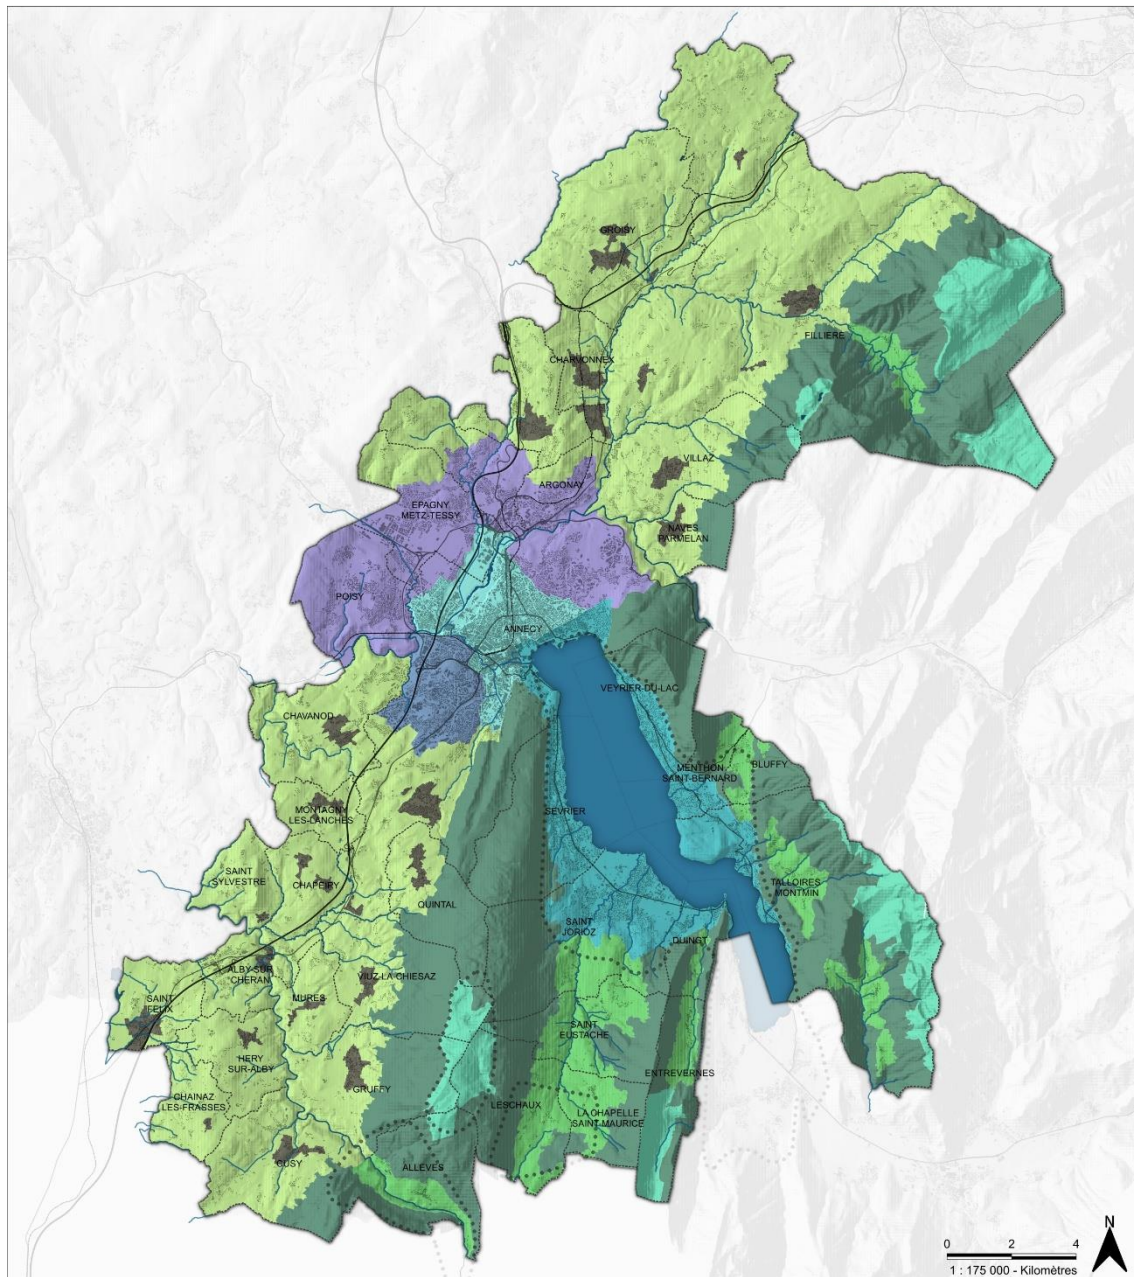 GROISY
FILLIERE
CHARVONNEX
VILLAZ
ARGONAY
EPAGNY
METZ-TESSY
NAVES
PARMELAN
POISY
ANNECY
VEYRIER-DU-LAC
CHAVANOD
MENTHON
SAINT-BERNARD
BLUFFY
MONTAGNY
LES-LANCHES
SEVRIER
SAINT
SYLVESTRE
CHAPEIRY
TALLOIRES
MONTMIN
QUINTAL
SAINT
JORIOZ
DUINGT
ALBY-SUR
CHERAN
VIUZ-LA-CHIESAZ
SAINT
FELIX
MURES
SAINT
EUSTACHE
HERY
SUR-ALBY
ENTREVERNES
GRUFFY
CHAINAZ
LES-FRASSES
LESCHAUX
LA CHAPELLE
SAINT-MAURICE
CUSY
ALLEVES
N
0 2 4
1 : 175 000 - Kilomètres